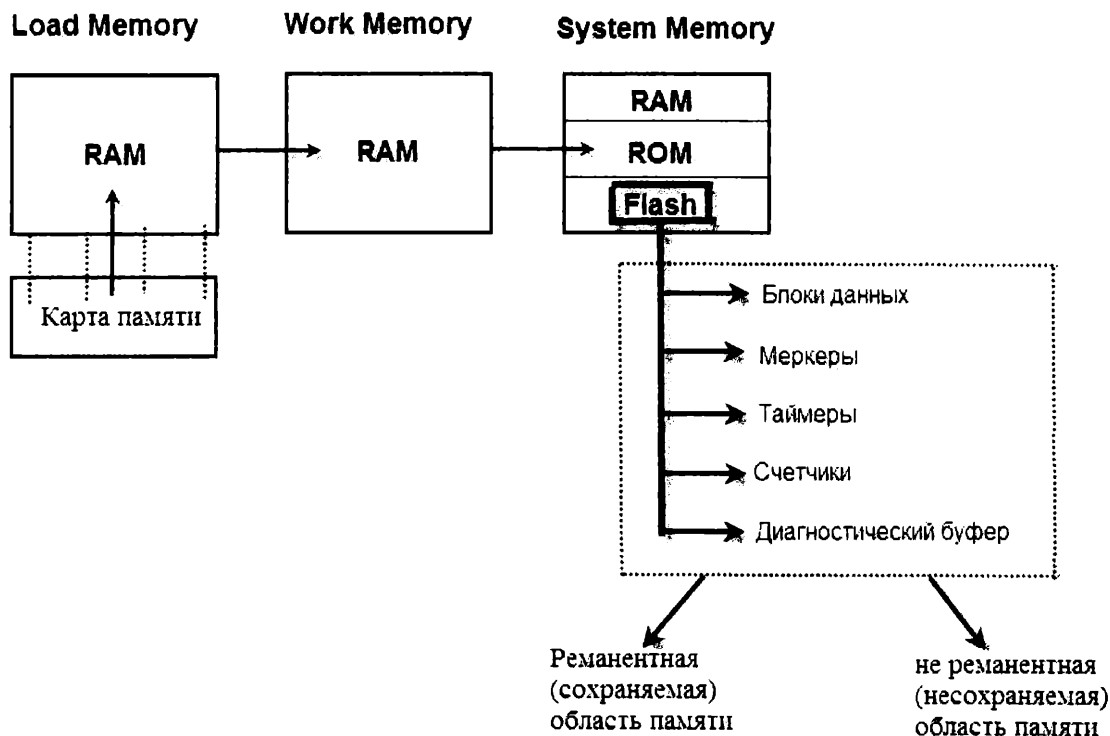 Load Memory
Work Memory
System Memory
RAM
RAM
RAM
ROM
Flash
Карта памяти
Блоки данных
Меркеры
Таймеры
Счетчики
Диагностический буфер
Реманентная
(сохраняемая)
область памяти
не реманентная
(несохраняемая)
область памяти